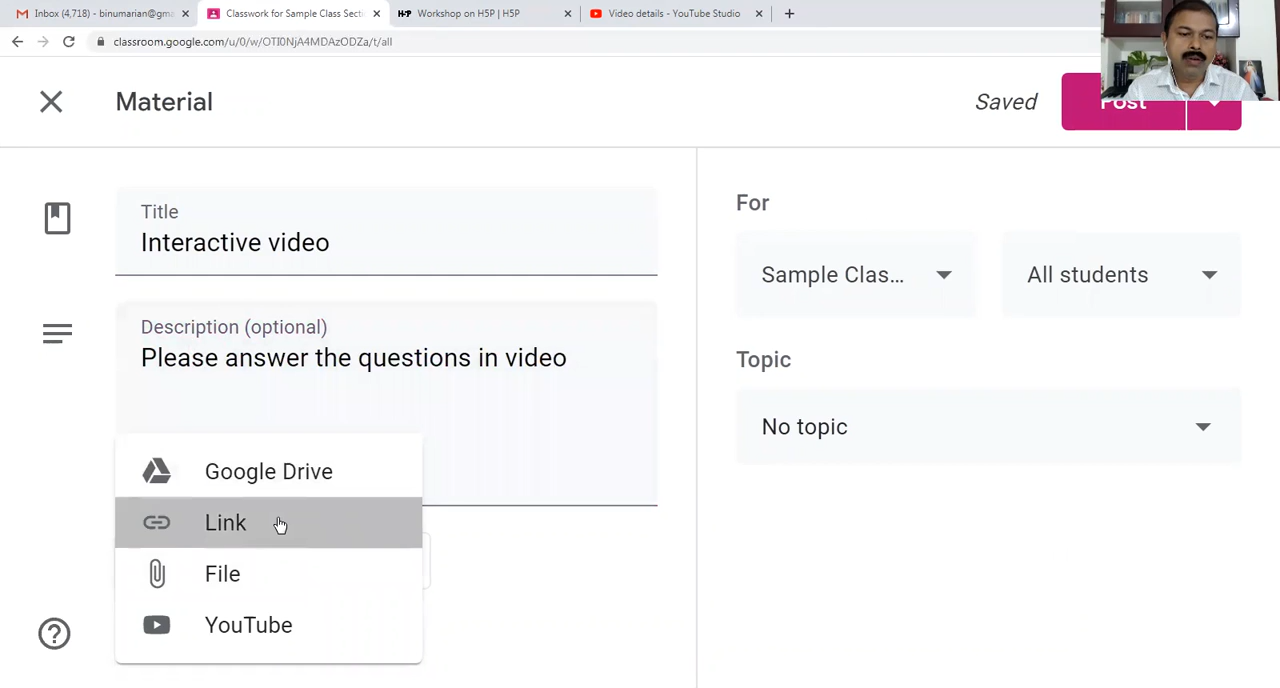 Inbox (4,718) - binumarian@gma
Classwork for Sample Class Secti
H-P Workshop on H5P | H5P
Video details - YouTube Studio
classroom.google.com/u/0/w/OTI0NjA4MDAzODZa/t/all
Material
Saved
Post
Title
Interactive video
Description (optional)
Please answer the questions in video
Google Drive
Link
File
YouTube
For
Sample Clas...
All students
Topic
No topic